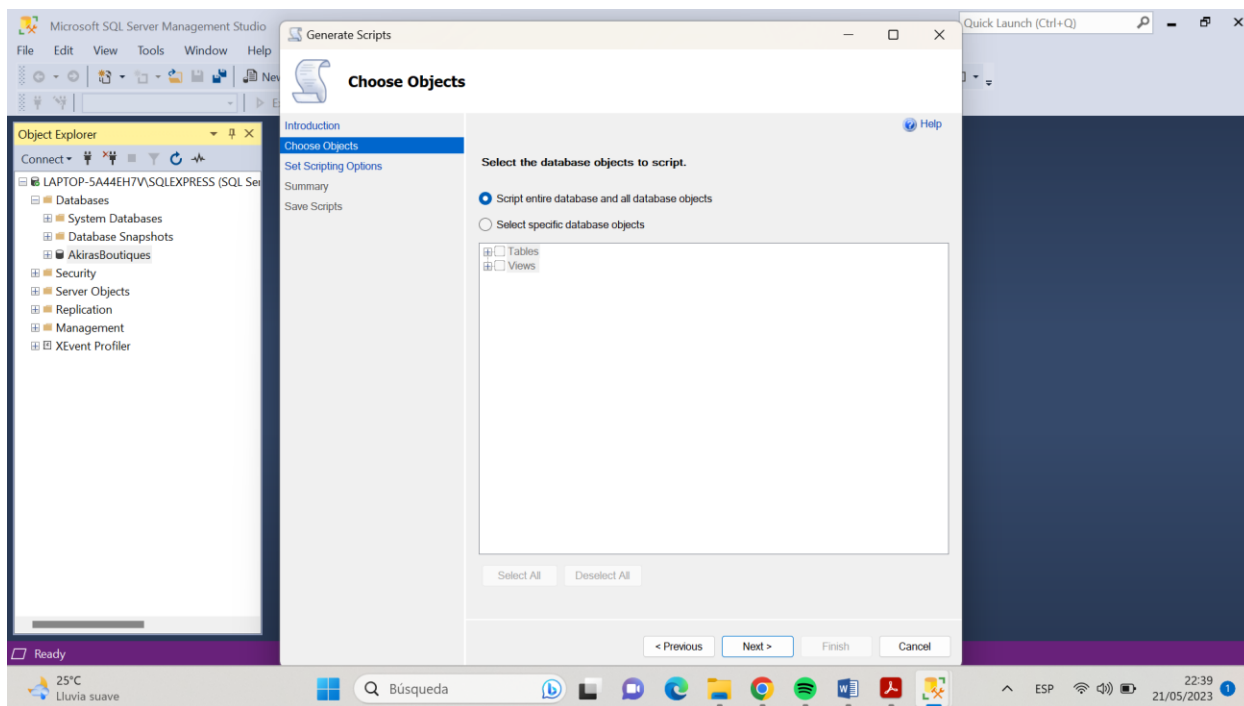 Microsoft SQL Server Management Studio
Quick Launch (Ctrl+Q)
File Edit View Tools Window Help
Generate Scripts
Choose Objects
Object Explorer
Connect
LAPTOP-5A44EH7V\SQLEXPRESS (SQL Ser
Databases
System Databases
Database Snapshots
AkirasBoutiques
Security
Server Objects
Replication
Management
XEvent Profiler
Introduction
Choose Objects
Set Scripting Options
Summary
Save Scripts
Help
Select the database objects to script.
Script entire database and all database objects
Select specific database objects
Tables
Views
Select All Deselect All
< Previous Next > Finish Cancel
Ready
25°C
Lluvia suave
Búsqueda
ESP
22:39
21/05/2023
1